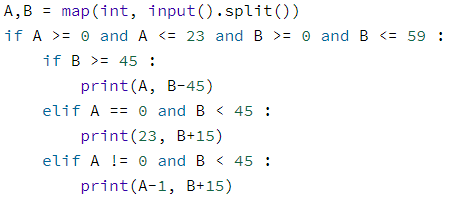 A,B = map(int, input().split())
if A >= 0 and A <= 23 and B >= 0 and B <= 59 :
    if B >= 45 :
        print(A, B-45)
    elif A == 0 and B < 45 :
        print(23, B+15)
    elif A != 0 and B < 45 :
        print(A-1, B+15)